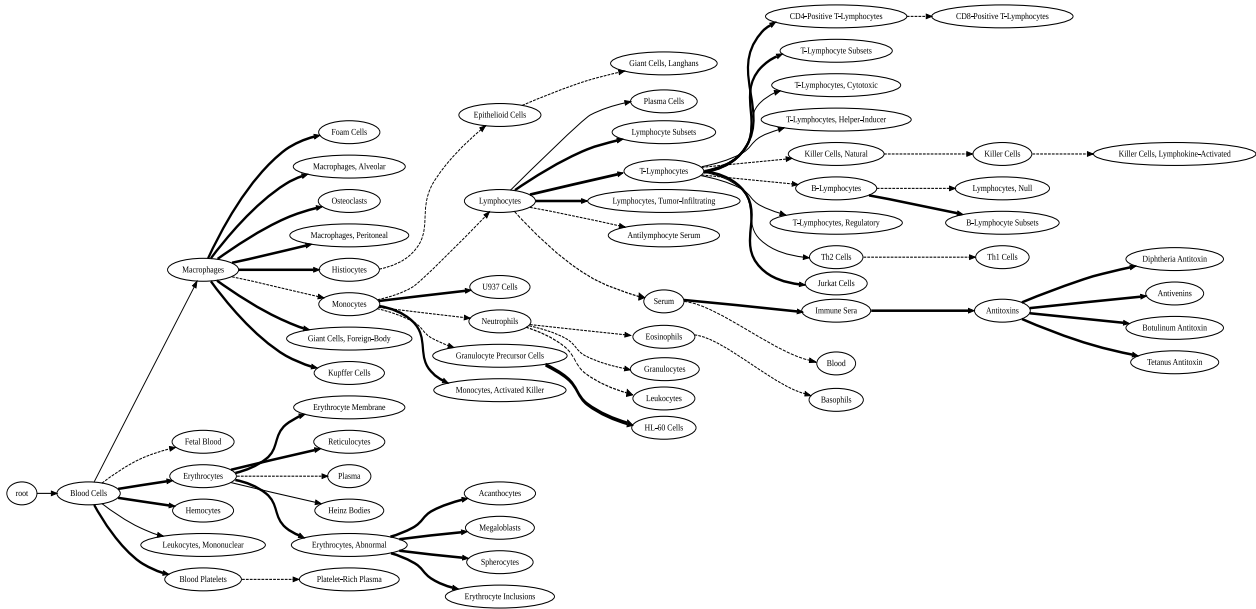 CD4-Positive T-Lymphocytes
CD8-Positive T-Lymphocytes
T-Lymphocyte Subsets
Giant Cells, Langhans
T-Lymphocytes, Cytotoxic
Plasma Cells
Epithelioid Cells
T-Lymphocytes, Helper-Inducer
Foam Cells
Lymphocyte Subsets
Killer Cells, Natural
Killer Cells
Killer Cells, Lymphokine-Activated
Macrophages, Alveolar
T-Lymphocytes
B-Lymphocytes
Lymphocytes, Null
Osteoclasts
Lymphocytes
Lymphocytes, Tumor-Infiltrating
T-Lymphocytes, Regulatory
B-Lymphocyte Subsets
Macrophages, Peritoneal
Antilymphocyte Serum
Th2 Cells
Th1 Cells
Diphtheria Antitoxin
Macrophages
Histiocytes
Jurkat Cells
U937 Cells
Antivenins
Monocytes
Serum
Immune Sera
Antitoxins
Neutrophils
Botulinum Antitoxin
Giant Cells, Foreign-Body
Eosinophils
Granulocyte Precursor Cells
Blood
Tetanus Antitoxin
Kupffer Cells
Granulocytes
Monocytes, Activated Killer
Leukocytes
Basophils
Erythrocyte Membrane
HL-60 Cells
Fetal Blood
Reticulocytes
Erythrocytes
Plasma
root
Blood Cells
Acanthocytes
Hemocytes
Heinz Bodies
Megaloblasts
Leukocytes, Mononuclear
Erythrocytes, Abnormal
Spherocytes
Blood Platelets
Platelet-Rich Plasma
Erythrocyte Inclusions